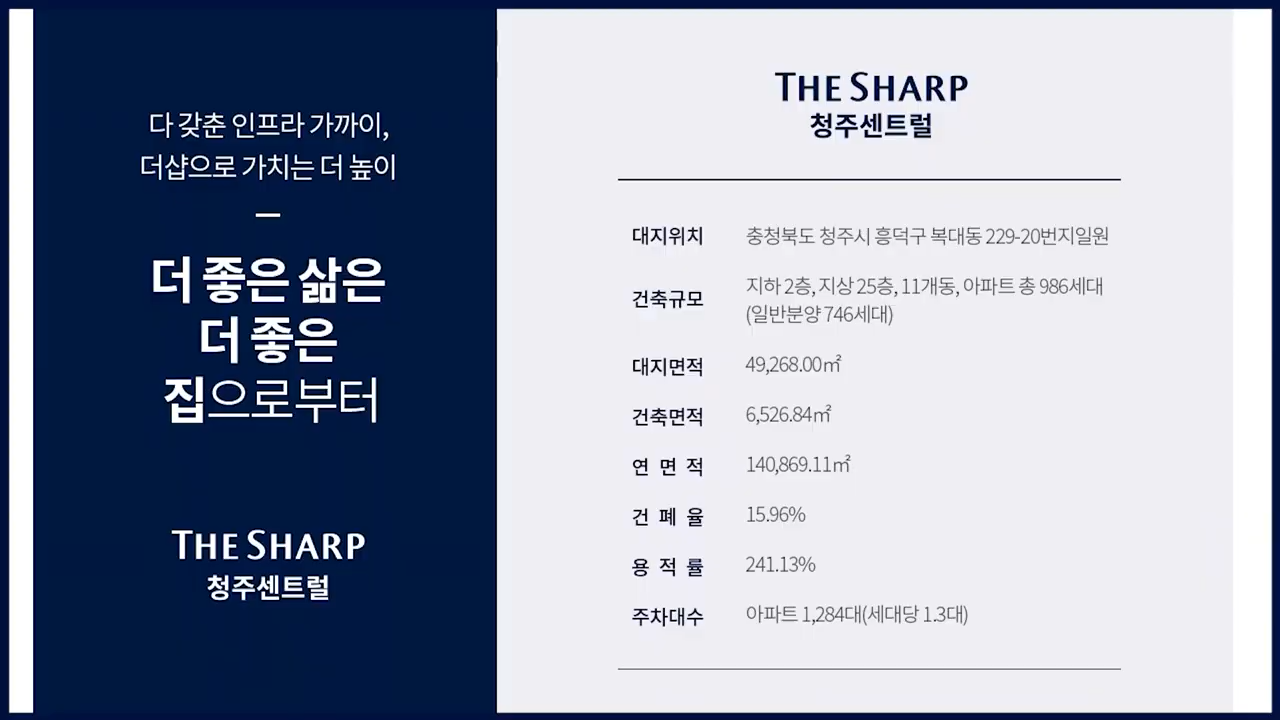 다 갖춘 인프라 가까이,
더샵으로 가치는 더 높이
더 좋은 삶은
더 좋은
집으로부터
THE SHARP
청주센트럴
THE SHARP
청주센트럴
대지위치 충청북도 청주시 흥덕구 복대동 229-20번지일원
건축규모 지하 2층, 지상 25층, 11개동, 아파트 총 986세대
(일반분양 746세대)
대지면적 49,268.00㎡
건축면적 6,526.84㎡
연 면 적 140,869.11㎡
건 폐 율 15.96%
용 적 률 241.13%
주차대수 아파트 1,284대(세대당 1.3대)